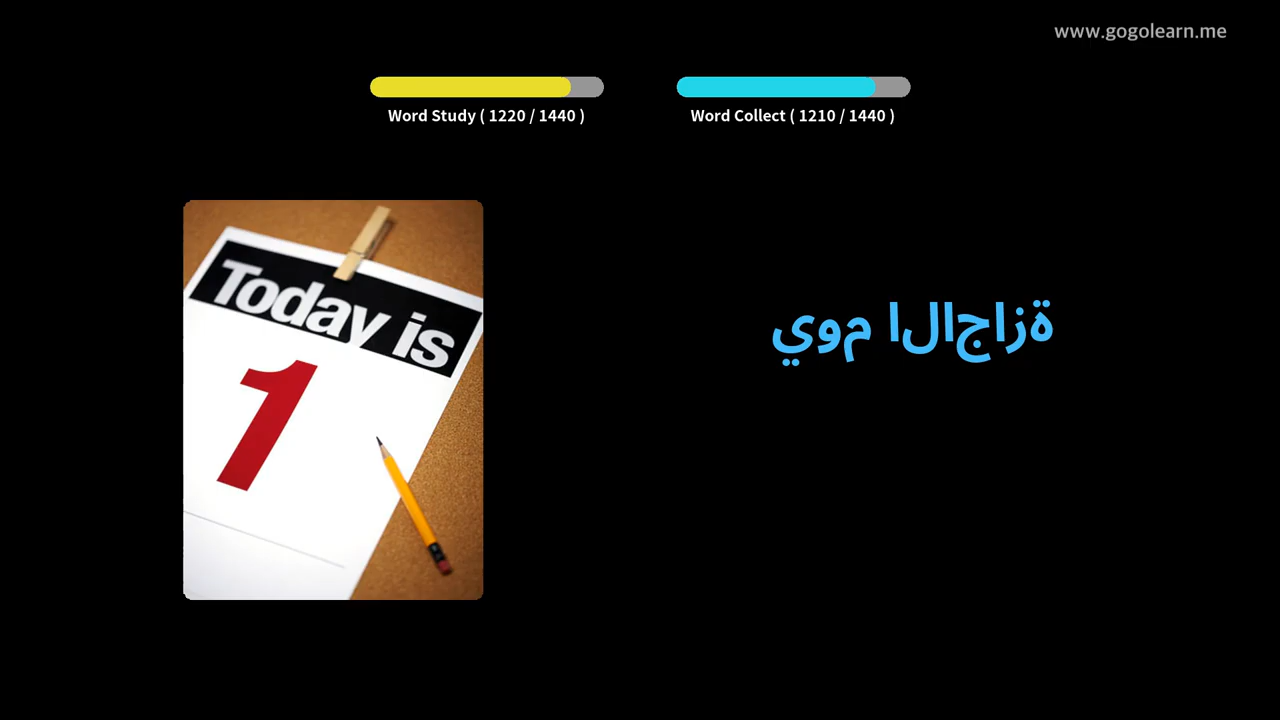 www.gogolearn.me
Word Study ( 1220 / 1440 )
Word Collect ( 1210 / 1440 )
Today is
1
يوم الاجازة